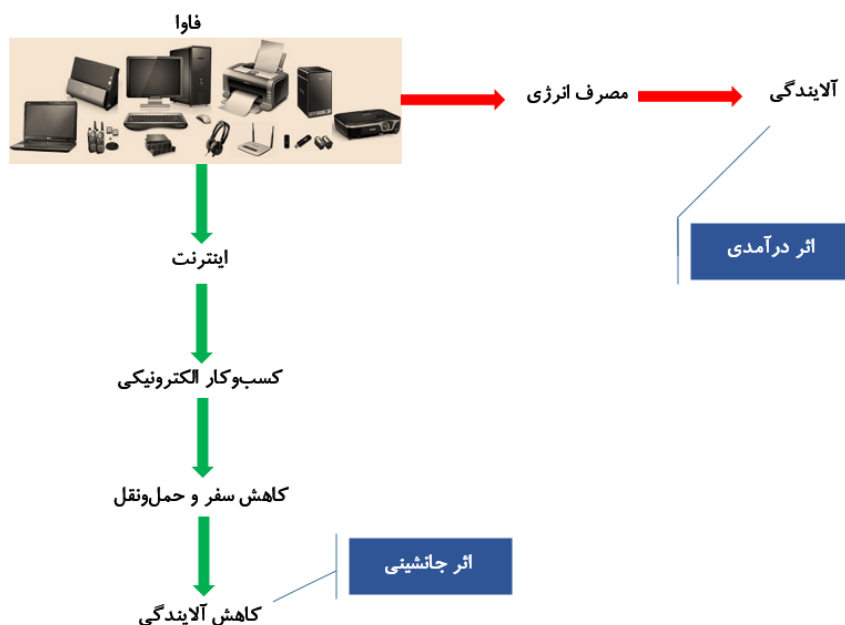 فاوا
مصرف انرژی
آلایندگی
اثر درآمدی
اینترنت
کسب‌وکار الکترونیکی
کاهش سفر و حمل‌ونقل
اثر جانشینی
کاهش آلایندگی